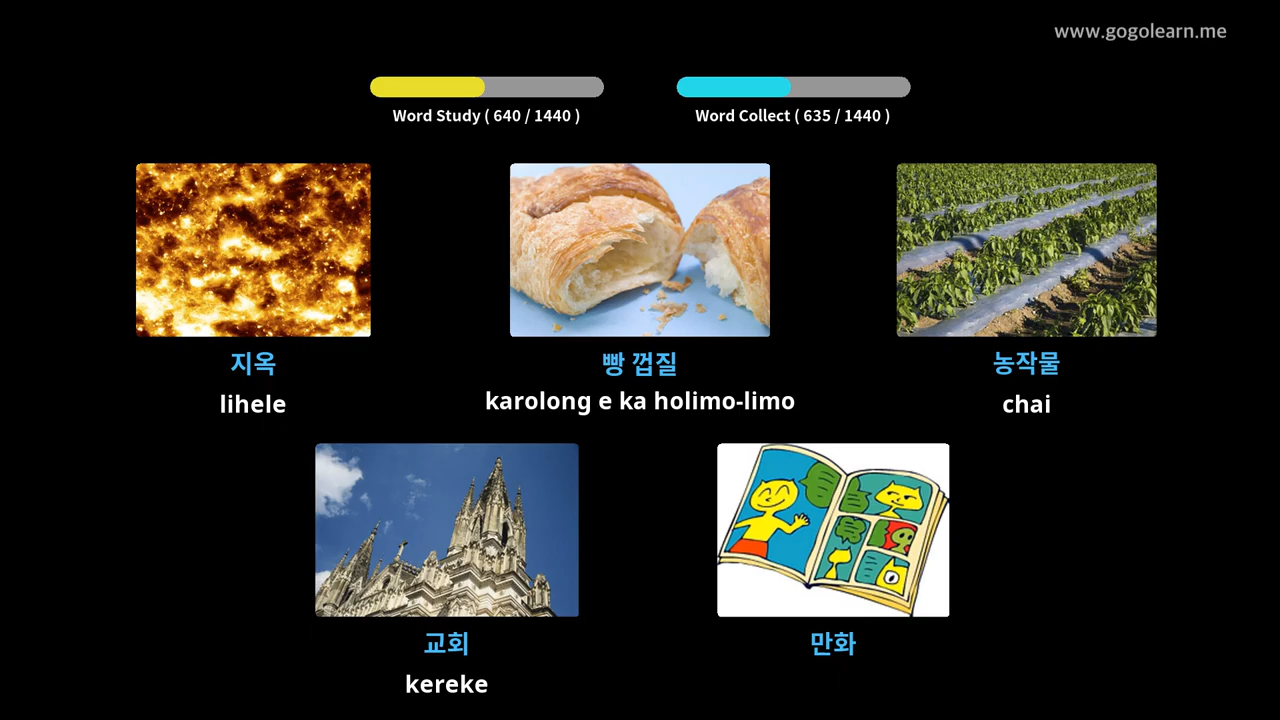 www.gogolearn.me
Word Study ( 640 / 1440 )
Word Collect ( 635 / 1440 )
지옥
lihele
빵 껍질
karolong e ka holimo-limo
농작물
chai
교회
kereke
만화